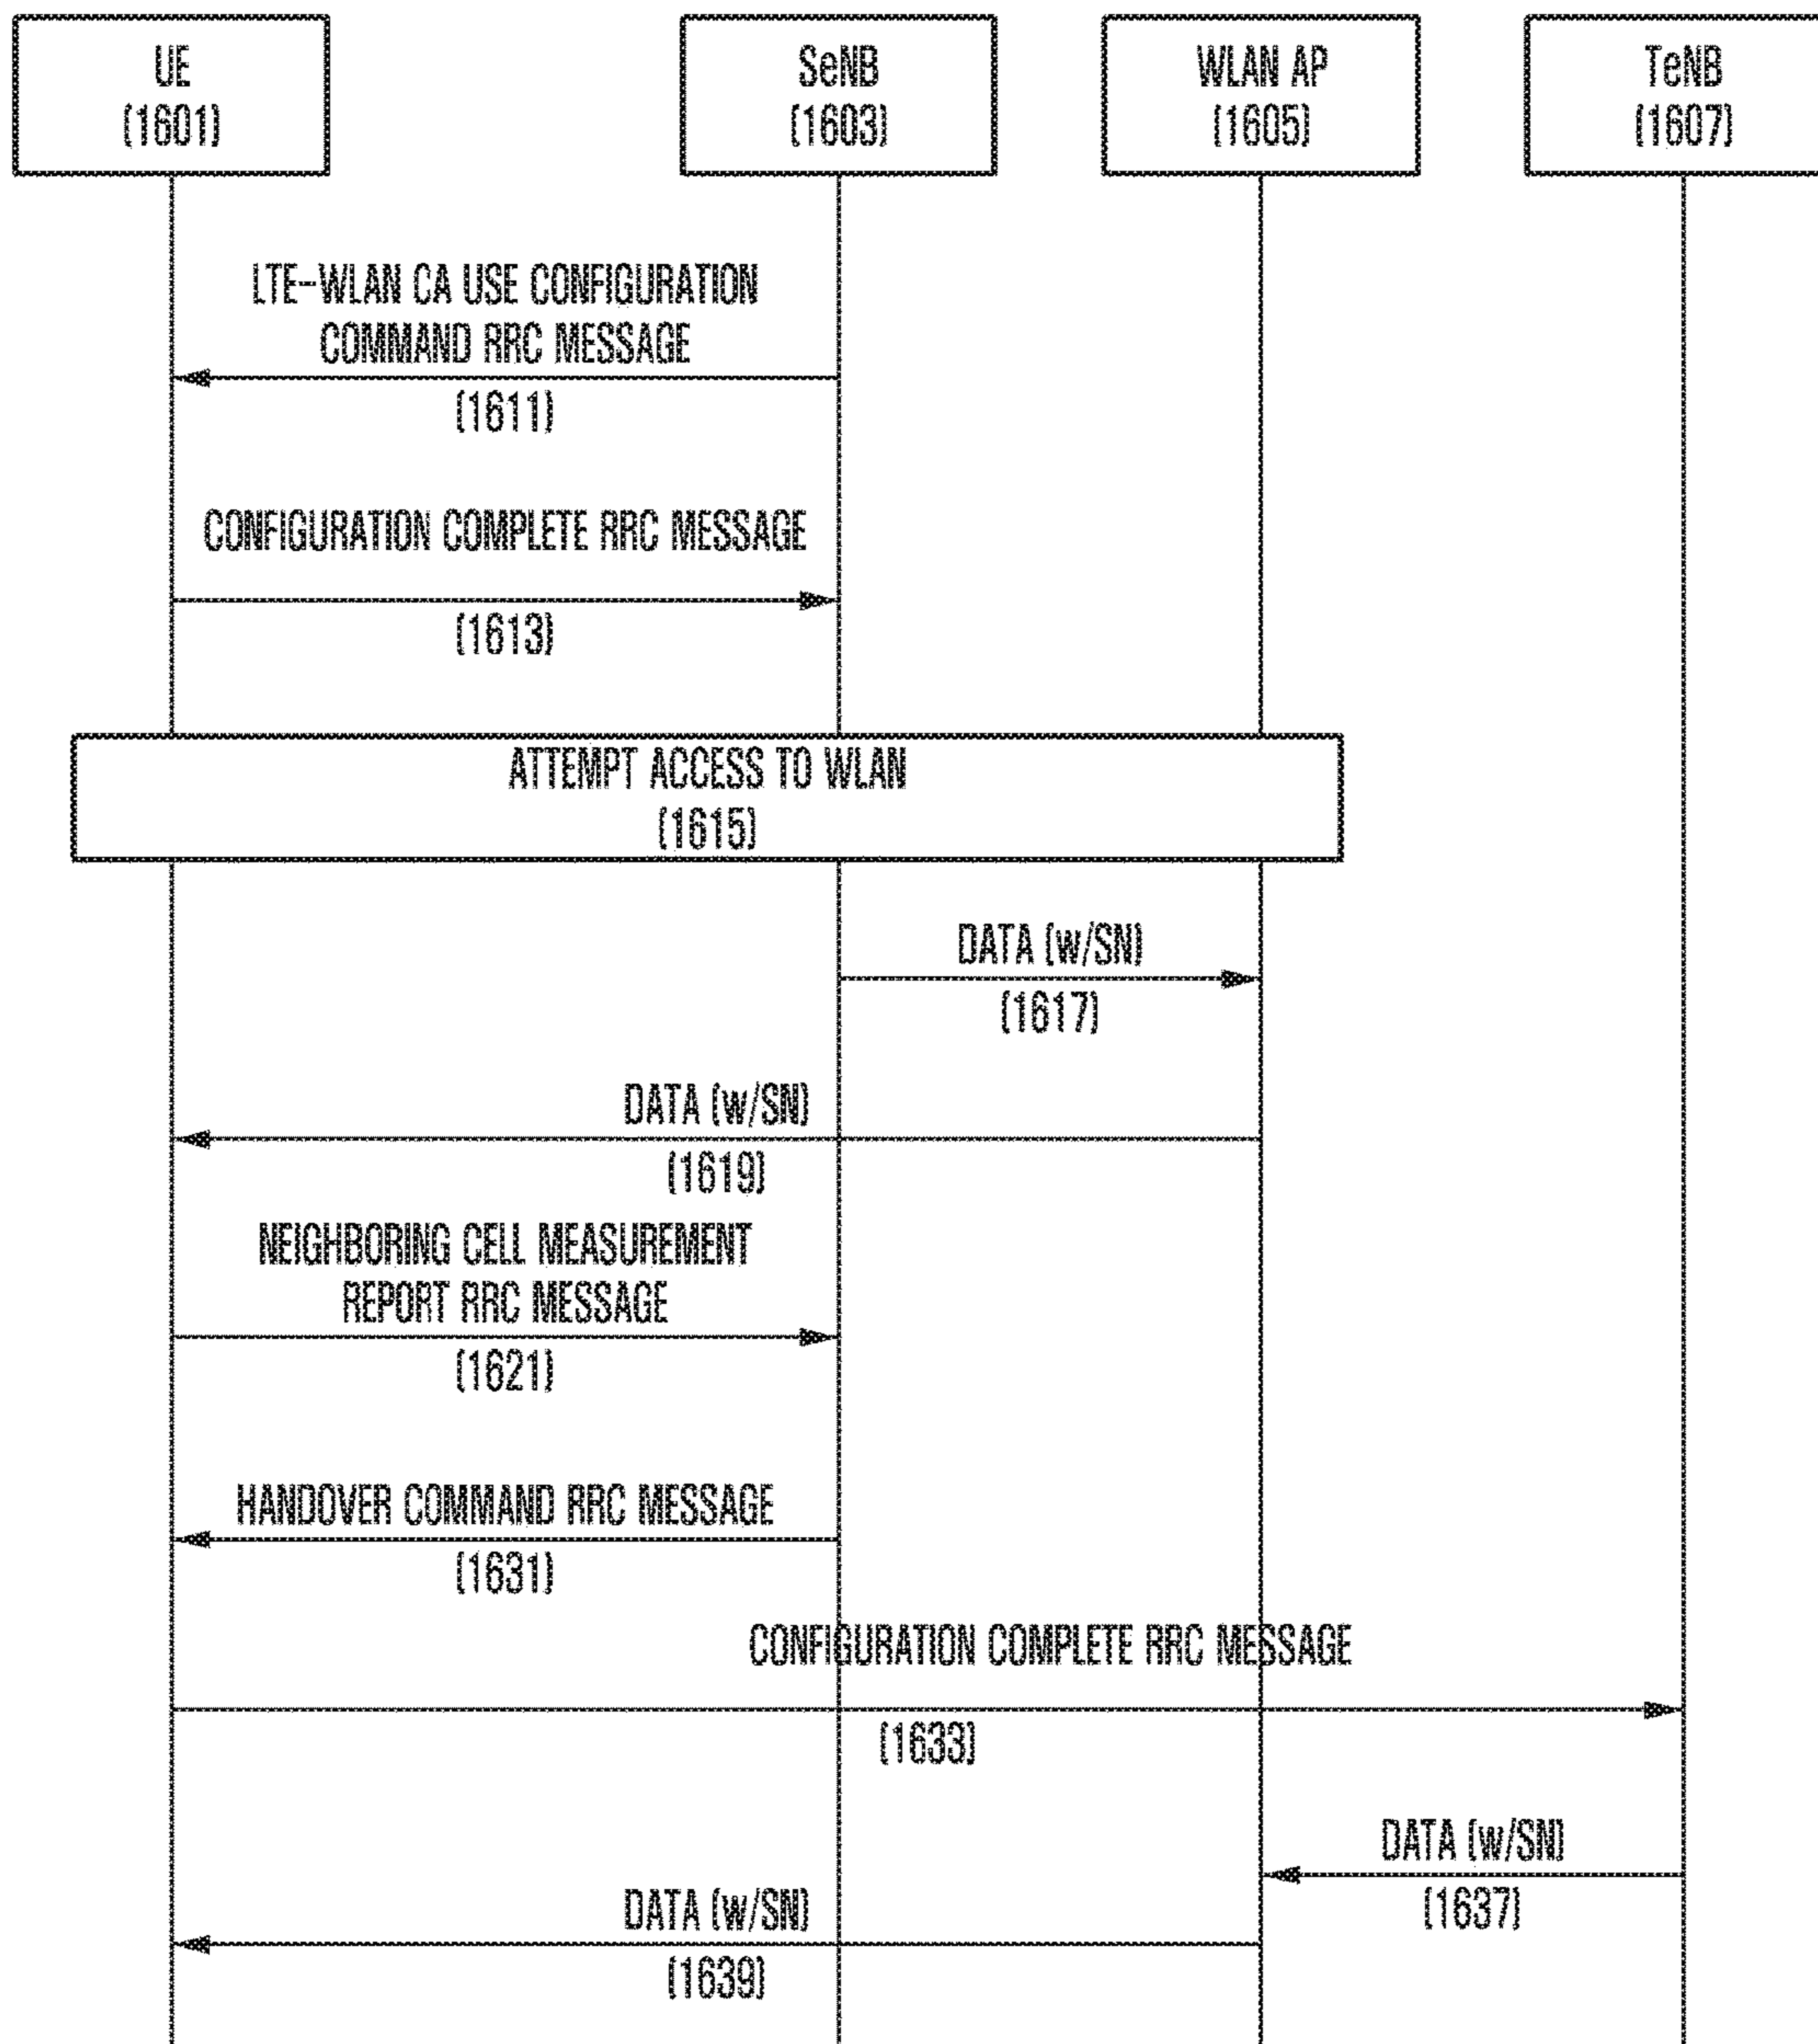 UE
(1601)
SeNB
(1603)
WLAN AP
(1605)
TeNB
(1607)
LTE-WLAN CA USE CONFIGURATION
COMMAND RRC MESSAGE
(1611)
CONFIGURATION COMPLETE RRC MESSAGE
(1613)
ATTEMPT ACCESS TO WLAN
(1615)
DATA (w/SN)
(1617)
DATA (w/SN)
(1619)
NEIGHBORING CELL MEASUREMENT
REPORT RRC MESSAGE
(1621)
HANDOVER COMMAND RRC MESSAGE
(1631)
CONFIGURATION COMPLETE RRC MESSAGE
(1633)
DATA (w/SN)
(1637)
DATA (w/SN)
(1639)